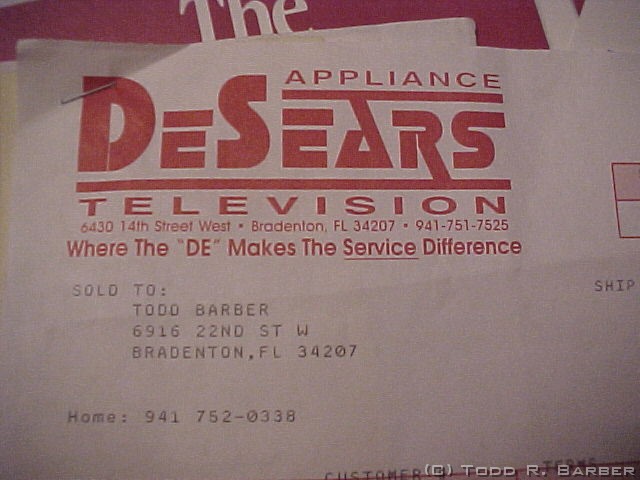 The
APPLIANCE
DESEARS
TELEVISION
6430 14th Street West • Bradenton, FL 34207 • 941-751-7525
Where The "DE" Makes The Service Difference
SOLD TO:
SHIP
TODD BARBER
6916 22ND ST W
BRADENTON,FL 34207
Home: 941 752-0338
CUSTOMER'S
TERMS
(C) Todd R. Barber